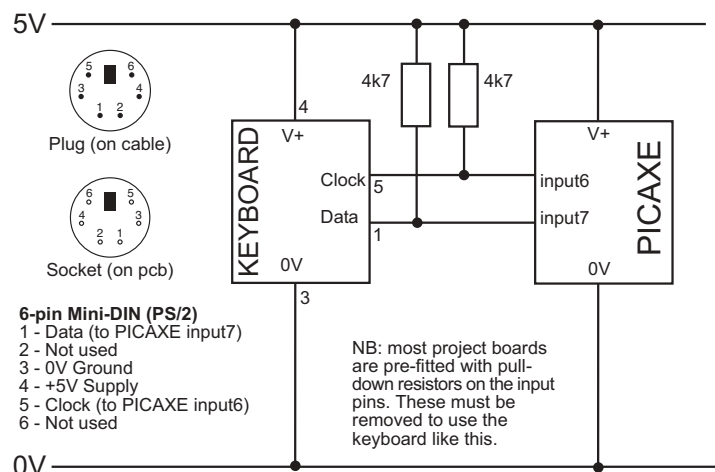 5V
5 6
3 4
1 2
Plug (on cable)
6 5
4 3
2 1
Socket (on pcb)
6-pin Mini-DIN (PS/2)
1 - Data (to PICAXE input7)
2 - Not used
3 - 0V Ground
4 - +5V Supply
5 - Clock (to PICAXE input6)
6 - Not used
4k7 4k7
4
V+
KEYBOARD
Clock
5
Data
1
0V
3
V+
input6
input7
PICAXE
0V
NB: most project boards
are pre-fitted with pull-
down resistors on the input
pins. These must be
removed to use the
keyboard like this.
0V